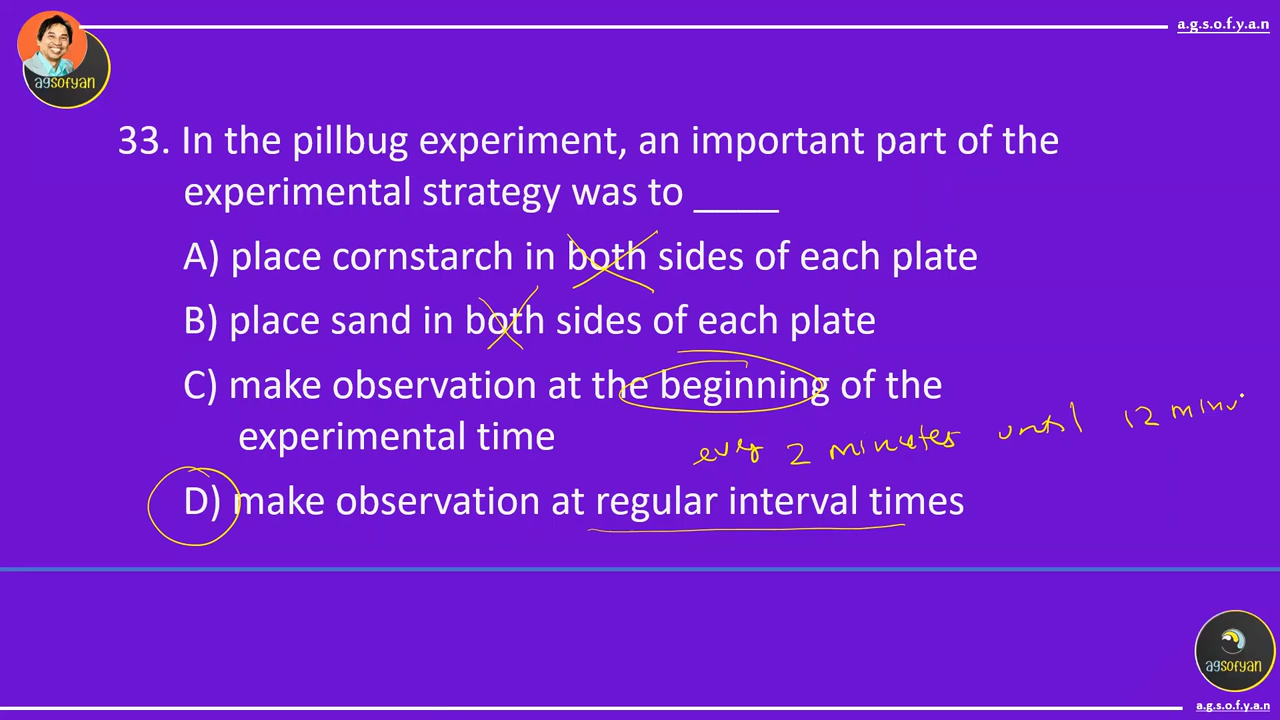 a.g.s.o.f.y.a.n
agsofyan
33. In the pillbug experiment, an important part of the
experimental strategy was to ____
A) place cornstarch in both sides of each plate
B) place sand in both sides of each plate
C) make observation at the beginning of the
experimental time
every 2 minutes until 12 minu
D) make observation at regular interval times
agsofyan
a.g.s.o.f.y.a.n